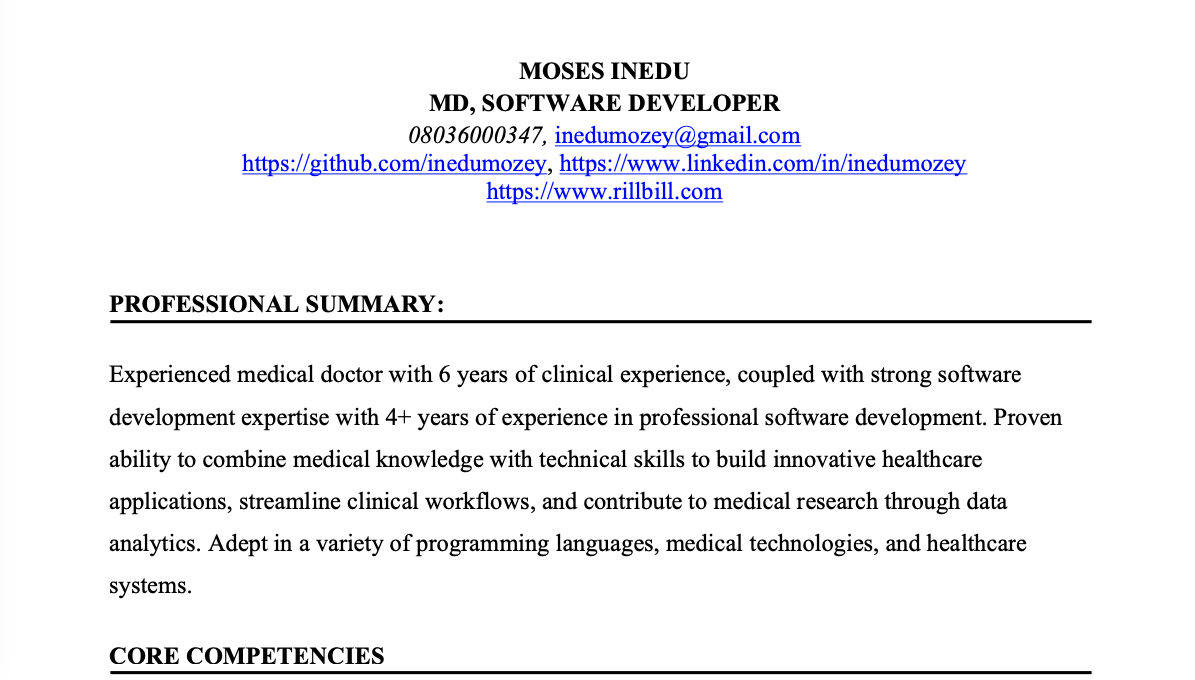 MOSES INEDU
MD, SOFTWARE DEVELOPER
08036000347, inedumozey@gmail.com
https://github.com/inedumozey, https://www.linkedin.com/in/inedumozey
https://www.rillbill.com
PROFESSIONAL SUMMARY:
Experienced medical doctor with 6 years of clinical experience, coupled with strong software
development expertise with 4+ years of experience in professional software development. Proven
ability to combine medical knowledge with technical skills to build innovative healthcare
applications, streamline clinical workflows, and contribute to medical research through data
analytics. Adept in a variety of programming languages, medical technologies, and healthcare
systems.
CORE COMPETENCIES